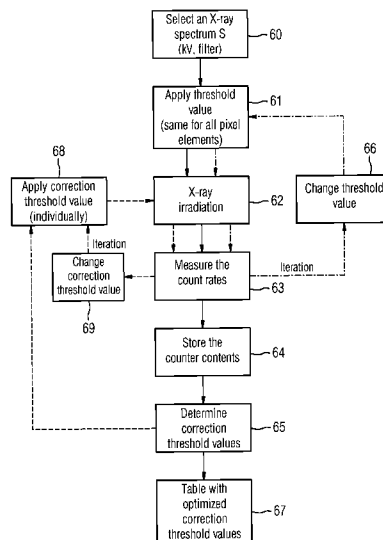 Select an X-ray
spectrum S
(kV, filter)
60
Apply threshold
value
(same for all pixel
elements)
61
68
Apply correction
threshold value
(individually)
X-ray
irradiation
62
66
Change threshold
value
Iteration
Change
correction
threshold value
69
Measure the
count rates
63
Iteration
Store the
counter contents
64
Determine
correction
threshold values
65
Table with
optimized
correction
threshold values
67